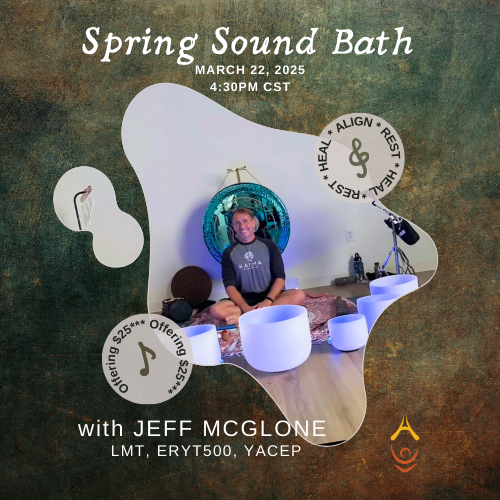 Spring Sound Bath
MARCH 22, 2025
4:30PM CST
ALIGN * REST * HEAL * REST * HEAL *
KARMA
Offering $25*** Offering $25***
with JEFF MCGLONE
LMT, ERYT500, YACEP